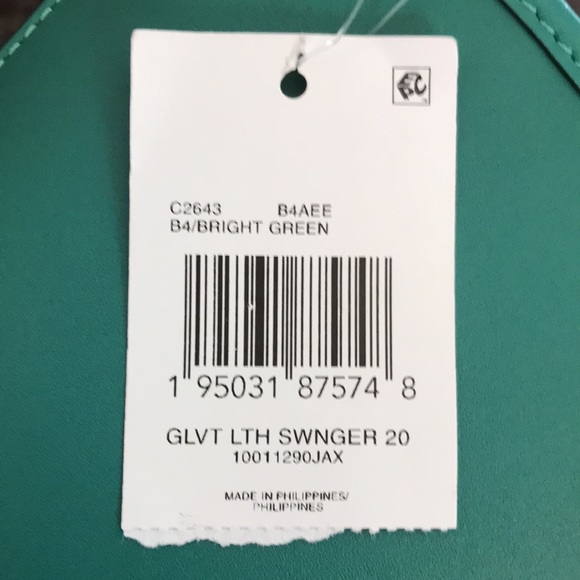 C2643 B4AEE
B4/BRIGHT GREEN
1 95031 87574 8
GLVT LTH SWNGER 20
10011290JAX
MADE IN PHILIPPINES/
PHILIPPINES